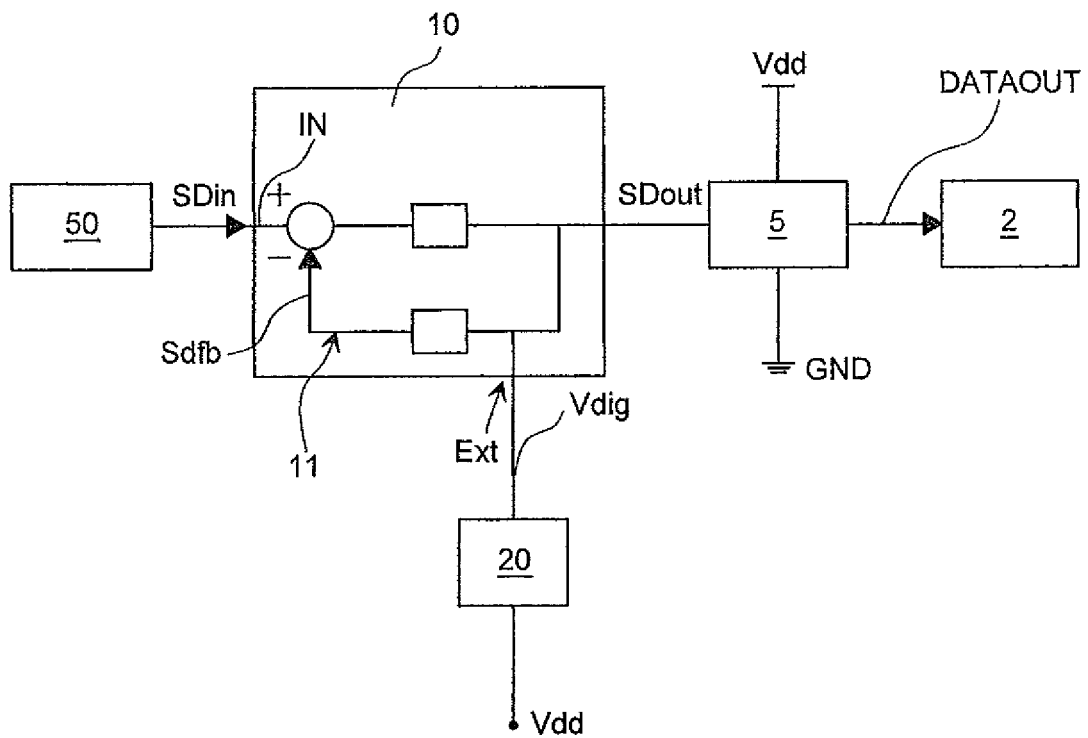 10
Vdd
DATAOUT
IN
SDin
+
SDout
50
5
2
−
Sdfb
GND
Vdig
11
Ext
20
Vdd